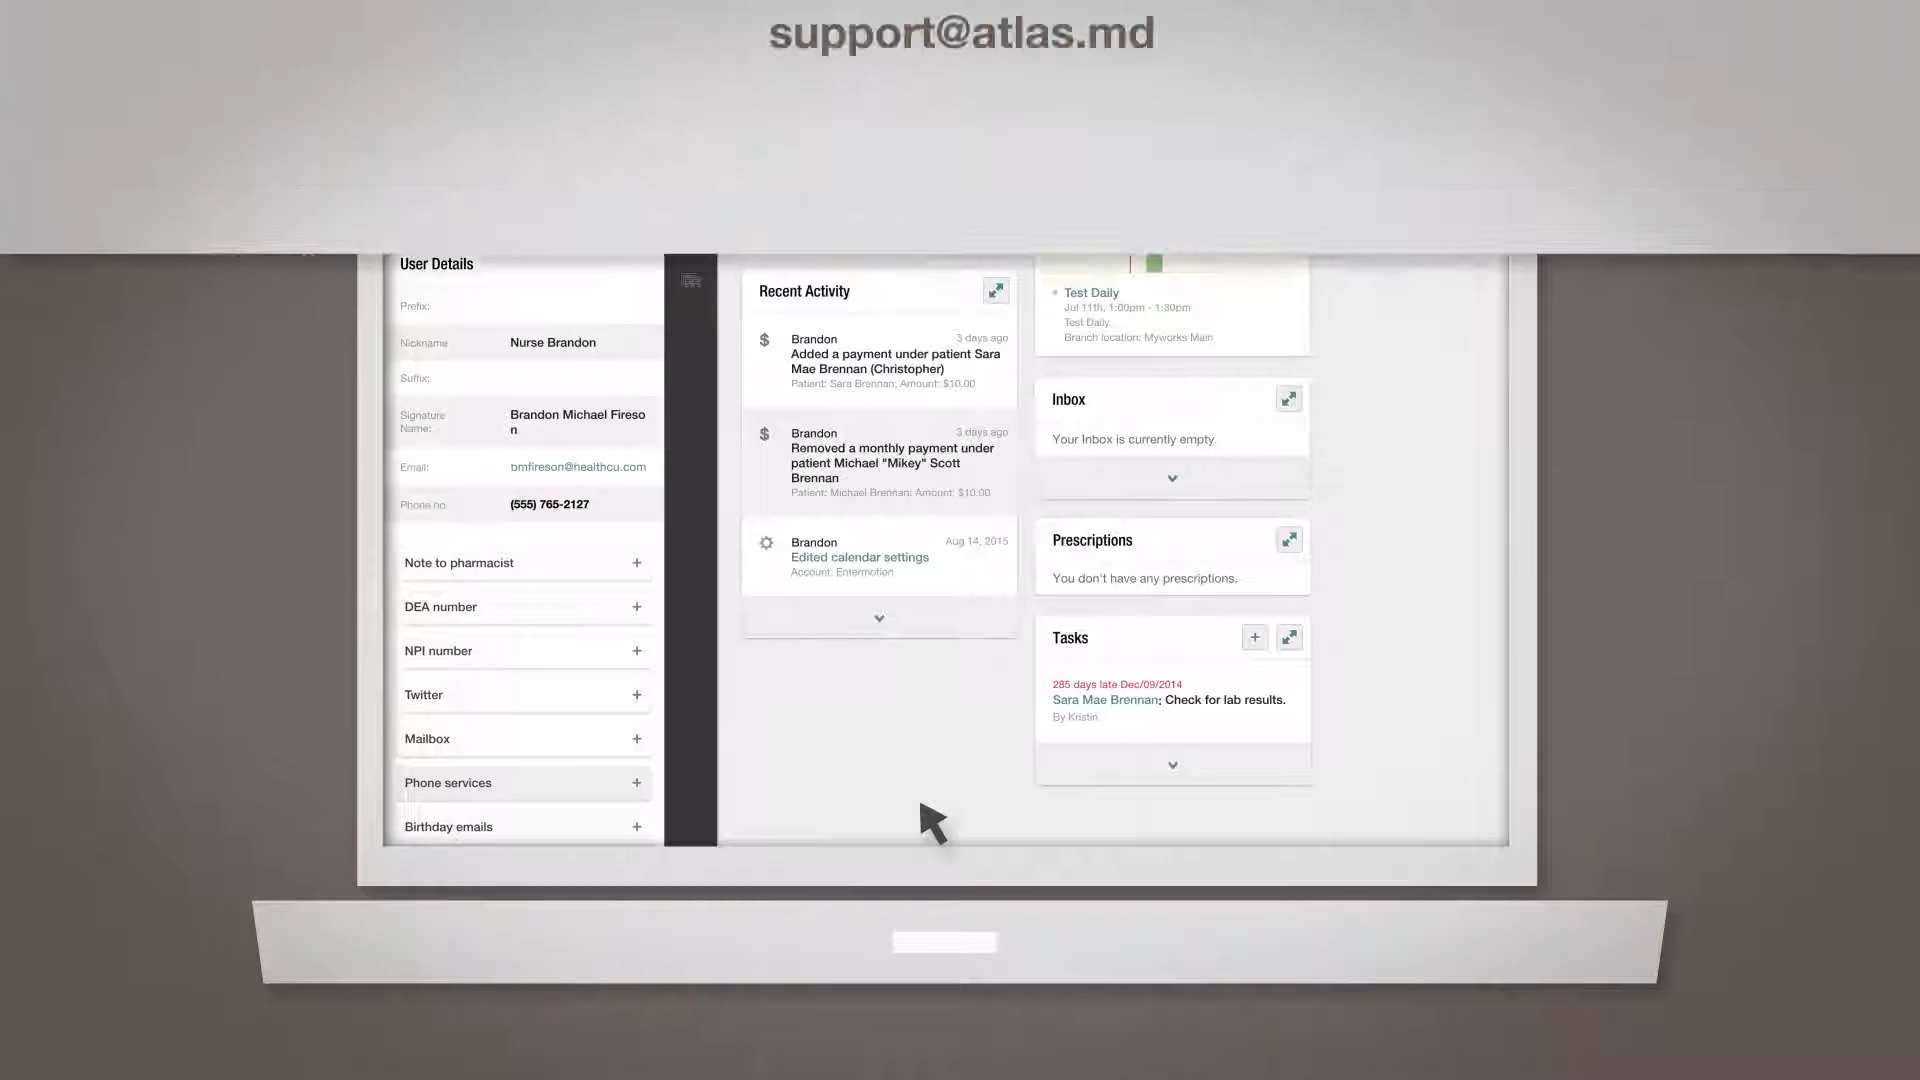 support@atlas.md
User Details
Prefix:
Nickname
Nurse Brandon
Suffix:
Signature
Name:
Brandon Michael Fireso
n
Email:
bmfireson@healthcu.com
Phone no.
(555) 765-2127
Note to pharmacist +
DEA number +
NPI number +
Twitter +
Mailbox +
Phone services +
Birthday emails +
Recent Activity
$ Brandon 3 days ago
Added a payment under patient Sara
Mae Brennan (Christopher)
Patient: Sara Brennan; Amount: $10.00
$ Brandon 3 days ago
Removed a monthly payment under
patient Michael "Mikey" Scott
Brennan
Patient: Michael Brennan; Amount: $10.00
Brandon Aug 14, 2015
Edited calendar settings
Account: Entermotion
Test Daily
Jul 11th, 1:00pm - 1:30pm
Test Daily
Branch location: Myworks Main
Inbox
Your Inbox is currently empty.
Prescriptions
You don't have any prescriptions.
Tasks +
285 days late Dec/09/2014
Sara Mae Brennan: Check for lab results.
By Kristin